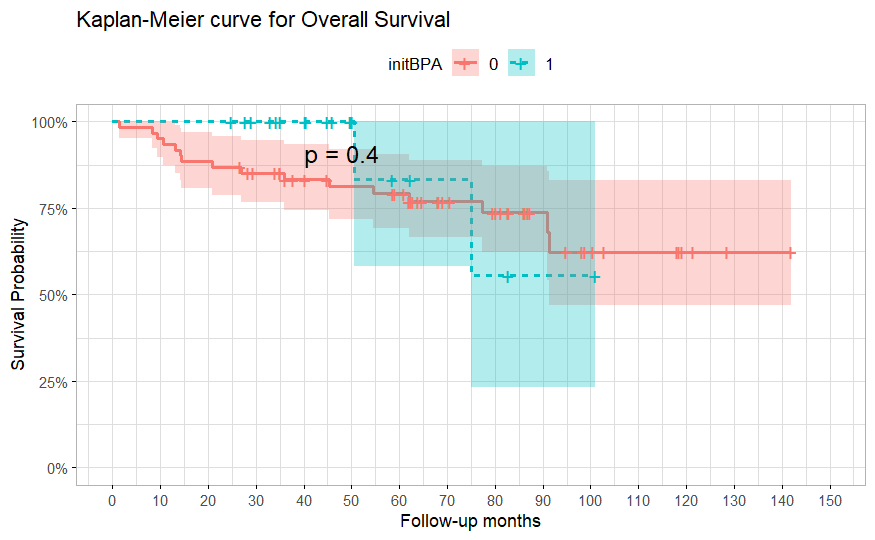 Kaplan-Meier curve for Overall Survival
initBPA 0 1
100%
75%
50%
25%
0%
p = 0.4
Survival Probability
0 10 20 30 40 50 60 70 80 90 100 110 120 130 140 150
Follow-up months